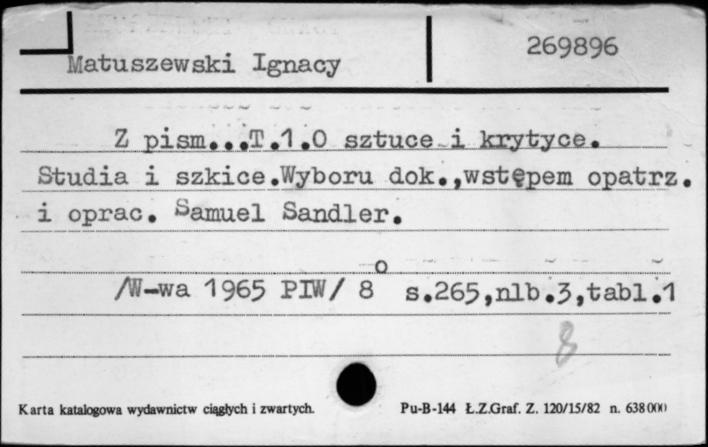 Matuszewski Ignacy
269896
Z pism...T.1.O sztuce i krytyce.
Studia i szkice.Wyboru dok.,wstępem opatrz.
i oprac. Samuel Sandler.
/W-wa 1965 PIW/ 8° s.265,nlb.3,tabl.1
8
Karta katalogowa wydawnictw ciągłych i zwartych.
Pu-B-144 Ł.Z.Graf. Z. 120/15/82 n. 638000